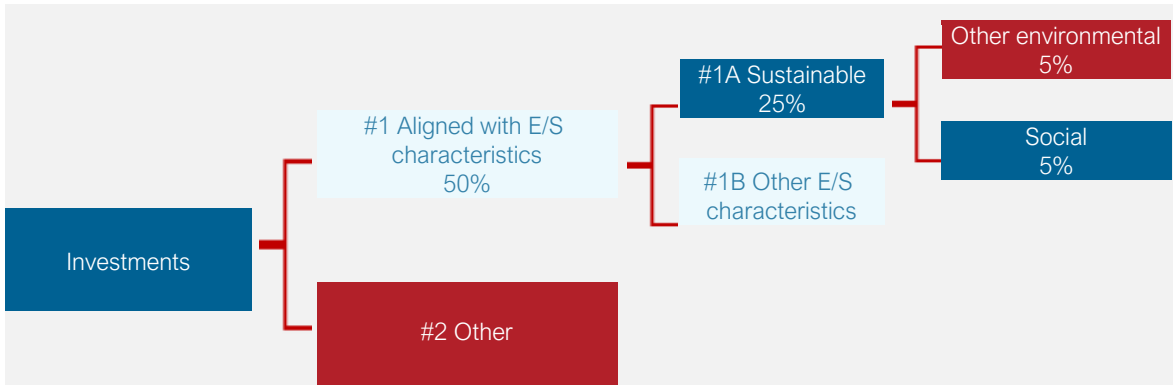 Investments
#1 Aligned with E/S
characteristics
50%
#2 Other
#1A Sustainable
25%
#1B Other E/S
characteristics
Other environmental
5%
Social
5%